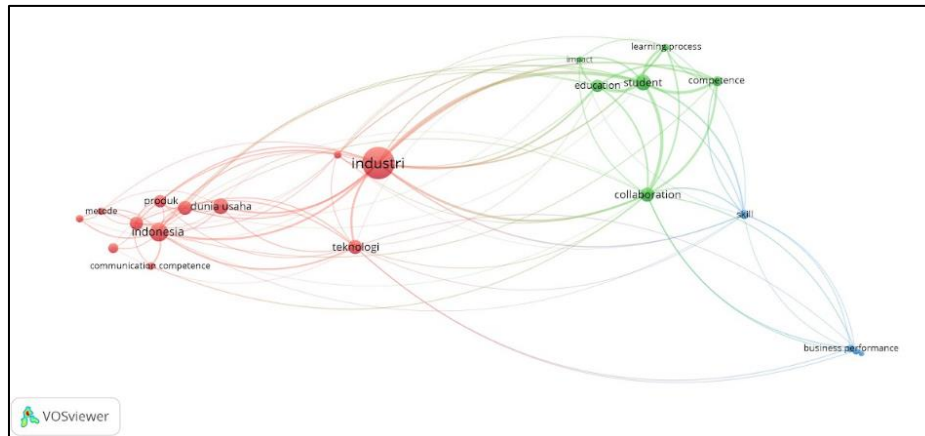 learning process
impact
education
student
competence
industri
collaboration
produk
dunia usaha
metode
skill
indonesia
teknologi
communication competence
business performance
VOSviewer